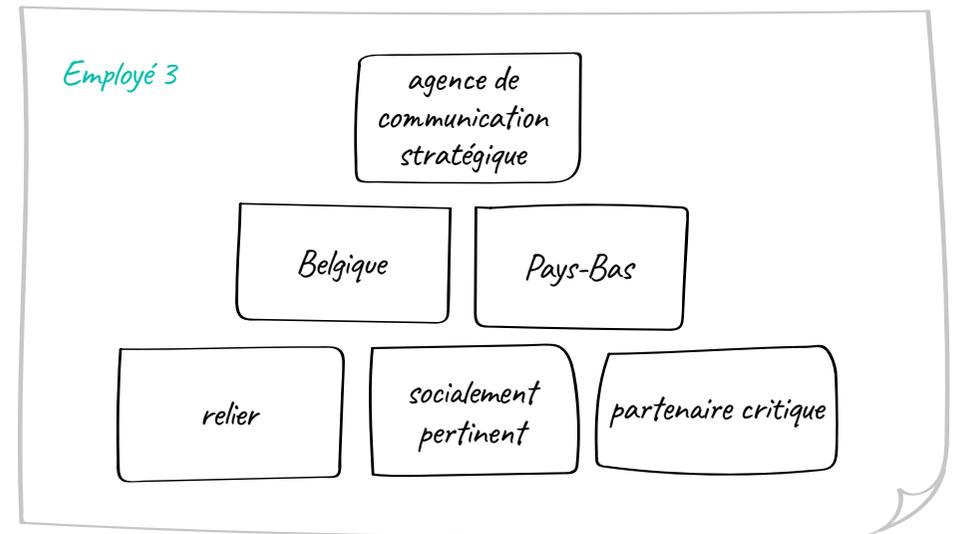 Employé 3
agence de
communication
stratégique
Belgique
Pays-Bas
relier
socialement
pertinent
partenaire critique